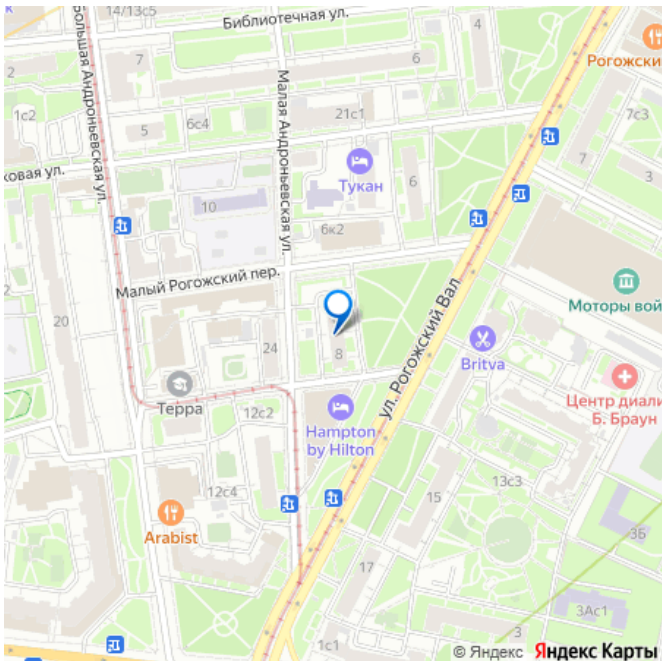 14/13с5
Библиотечная ул.
4
Рогожски
7
6
Большая Андроньевская ул.
Малая Андроньевская ул.
1с2
5
6с4
21с1
7с3
7
3
ковая ул.
Тукан
6
10
6к2
Малый Рогожский пер.
ул. Рогожский Вал
Моторы вой
20
24
8
Britva
Терра
12с2
Hampton
by Hilton
Центр диали
Б. Браун
12с4
Arabist
15
13с3
3Б
17
3Ас1
1с1
3
© Яндекс Яндекс Карты